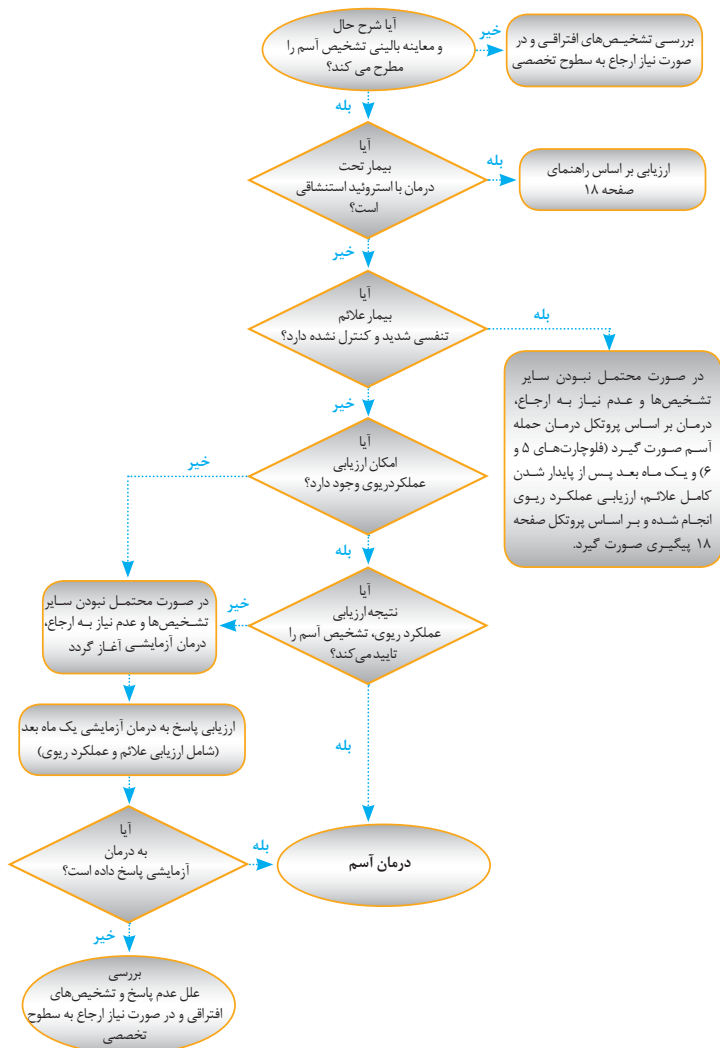 آیا شرح حال
و معاینه بالینی تشخیص آسم را
مطرح می کند؟
خیر
بررسی تشخیص‌های افتراقی و در
صورت نیاز ارجاع به سطوح تخصصی
بله
آیا
بیمار تحت
درمان با استروئید استنشاقی
است؟
بله
ارزیابی بر اساس راهنمای
صفحه ۱۸
خیر
آیا
بیمار علائم
تنفسی شدید و کنترل نشده دارد؟
بله
در صورت محتمل نبودن سایر
تشخیص‌ها و عدم نیاز به ارجاع،
درمان بر اساس پروتکل درمان حمله
آسم صورت گیرد (فلوچارت‌های ۵ و
۶) و یک ماه بعد پس از پایدار شدن
کامل علائم، ارزیابی عملکرد ریوی
انجام شده و بر اساس پروتکل صفحه
۱۸ پیگیری صورت گیرد.
خیر
آیا
امکان ارزیابی
عملکردریوی وجود دارد؟
خیر
بله
آیا
نتیجه ارزیابی
عملکرد ریوی، تشخیص آسم را
تایید می‌کند؟
خیر
در صورت محتمل نبودن سایر
تشخیص‌ها و عدم نیاز به ارجاع،
درمان آزمایشی آغاز گردد
ارزیابی پاسخ به درمان آزمایشی یک ماه بعد
(شامل ارزیابی علائم و عملکرد ریوی)
بله
آیا
به درمان
آزمایشی پاسخ داده است؟
بله
درمان آسم
خیر
بررسی
علل عدم پاسخ و تشخیص‌های
افتراقی و در صورت نیاز ارجاع به سطوح
تخصصی